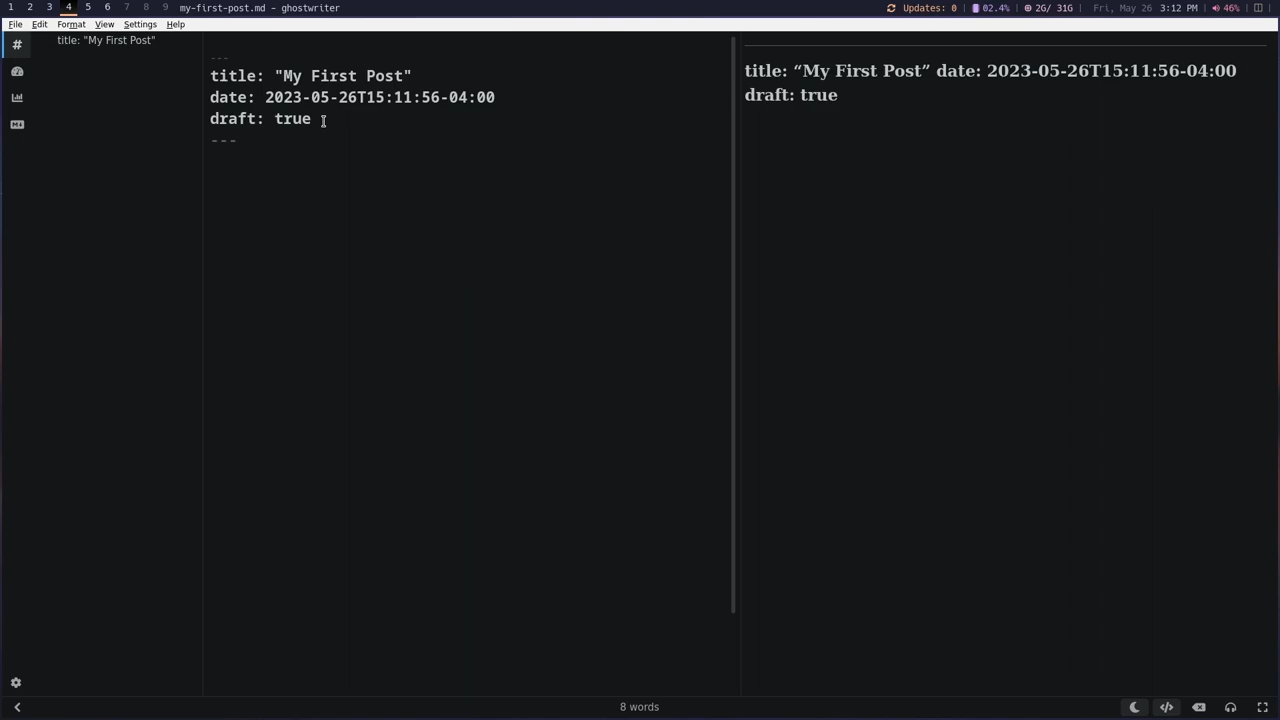 1 2 3 4 5 6 7 8 9 my-first-post.md – ghostwriter Updates: 0 | 02.4% | 2G/ 31G | Fri, May 26 3:12 PM | 46% |
File Edit Format View Settings Help
# title: "My First Post"
---
title: "My First Post"
date: 2023-05-26T15:11:56-04:00
draft: true
---
title: “My First Post” date: 2023-05-26T15:11:56-04:00
draft: true
8 words